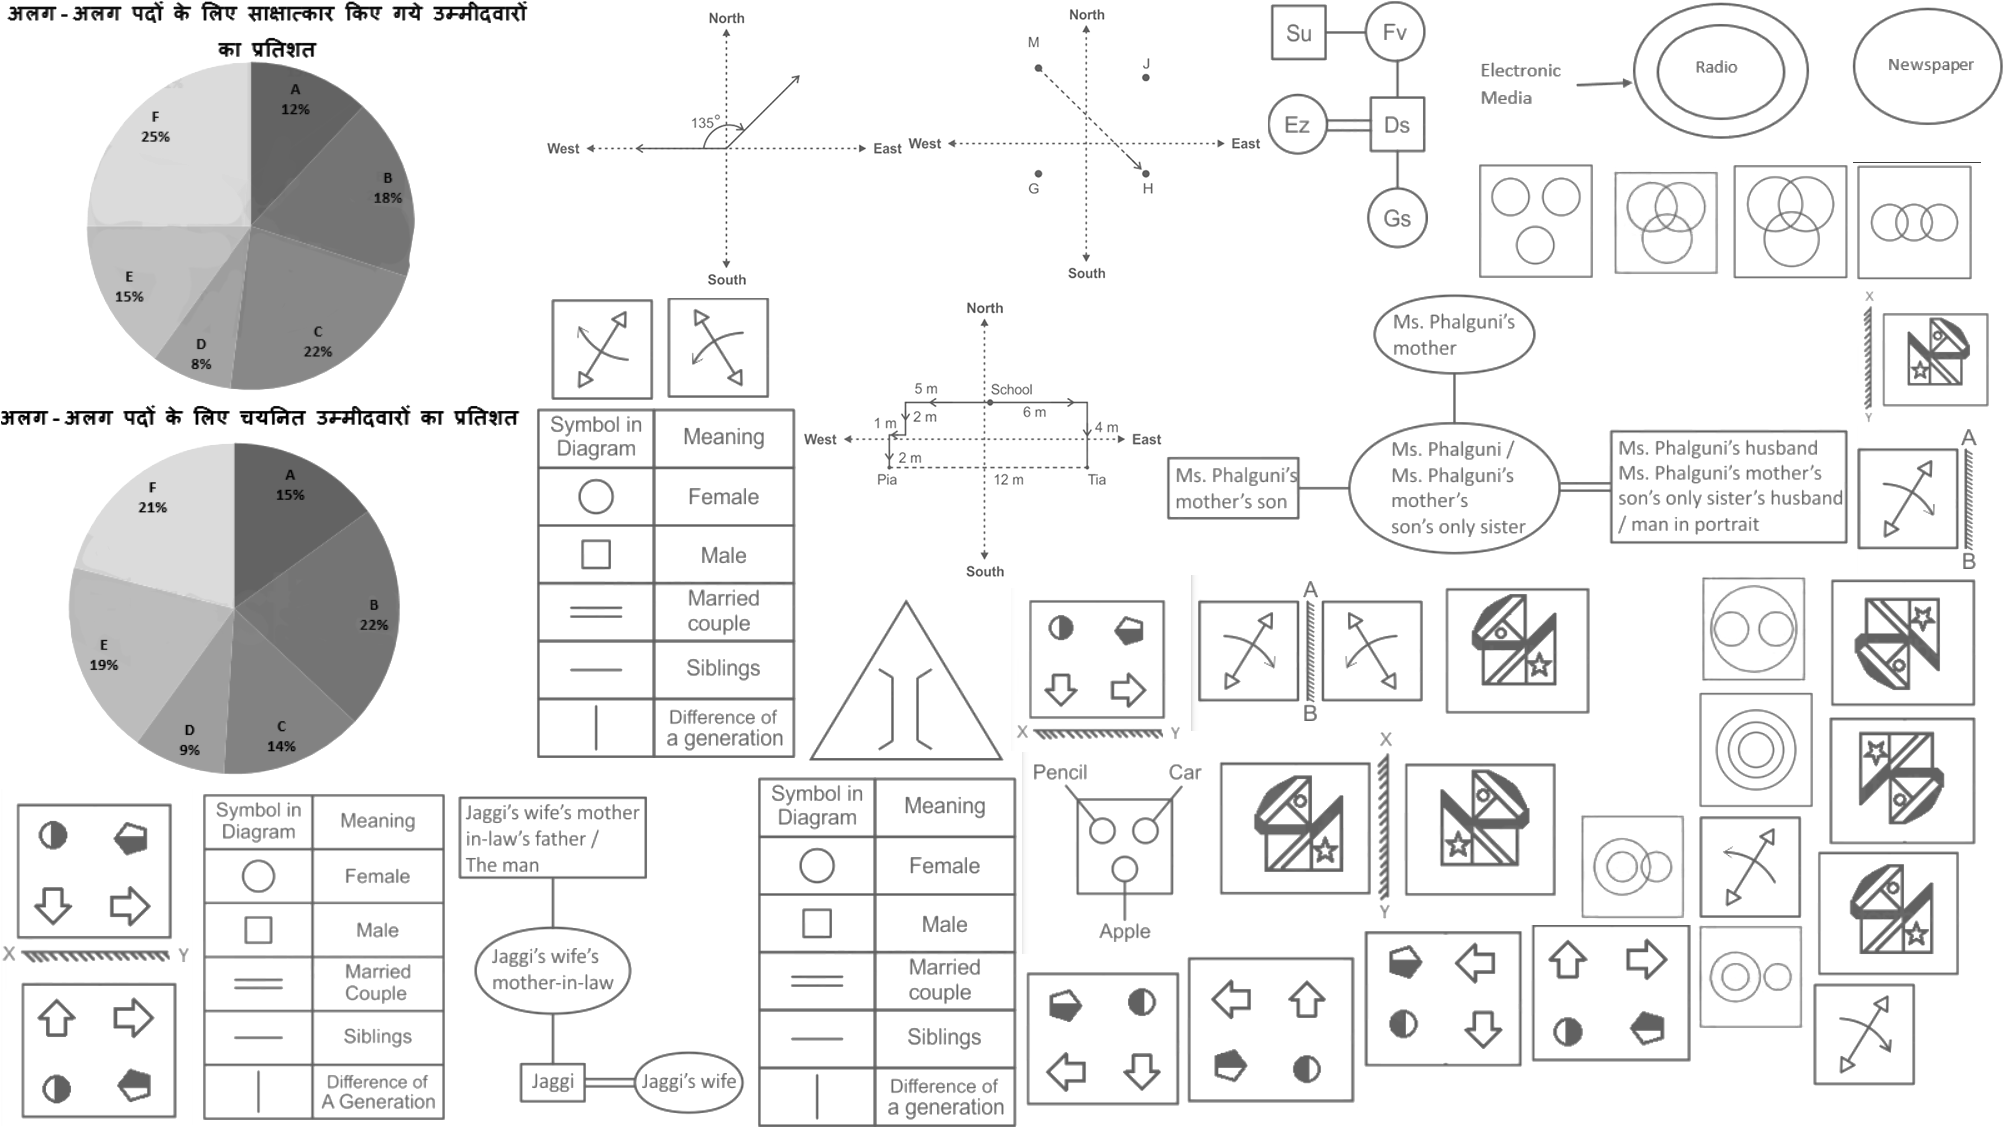 अलग - अलग पदों के लिए साक्षात्कार किए गये उम्मीदवारों
का प्रतिशत
A
12%
B
18%
C
22%
D
8%
E
15%
F
25%
अलग - अलग पदों के लिए चयनित उम्मीदवारों का प्रतिशत
A
15%
B
22%
C
14%
D
9%
E
19%
F
21%
North
135°
West
East
South
North
M
J
West
East
G
H
South
Su
Fv
Ez
Ds
Gs
Electronic
Media
Radio
Newspaper
North
5 m
School
6 m
1 m
2 m
4 m
West
East
2 m
Pia
12 m
Tia
South
Symbol in
Diagram
Meaning
Female
Male
Married
couple
Siblings
Difference of
a generation
Ms. Phalguni's
mother
Ms. Phalguni's
mother's son
Ms. Phalguni /
Ms. Phalguni's
mother's
son's only sister
Ms. Phalguni's husband
Ms. Phalguni's mother's
son's only sister's husband
/ man in portrait
X
Y
A
B
X
Y
A
B
X
Y
Pencil
Car
Apple
X
Y
Symbol in
Diagram
Meaning
Female
Male
Married
Couple
Siblings
Difference of
A Generation
Jaggi's wife's mother
in-law's father /
The man
Jaggi's wife's
mother-in-law
Jaggi
Jaggi's wife
Symbol in
Diagram
Meaning
Female
Male
Married
couple
Siblings
Difference of
a generation